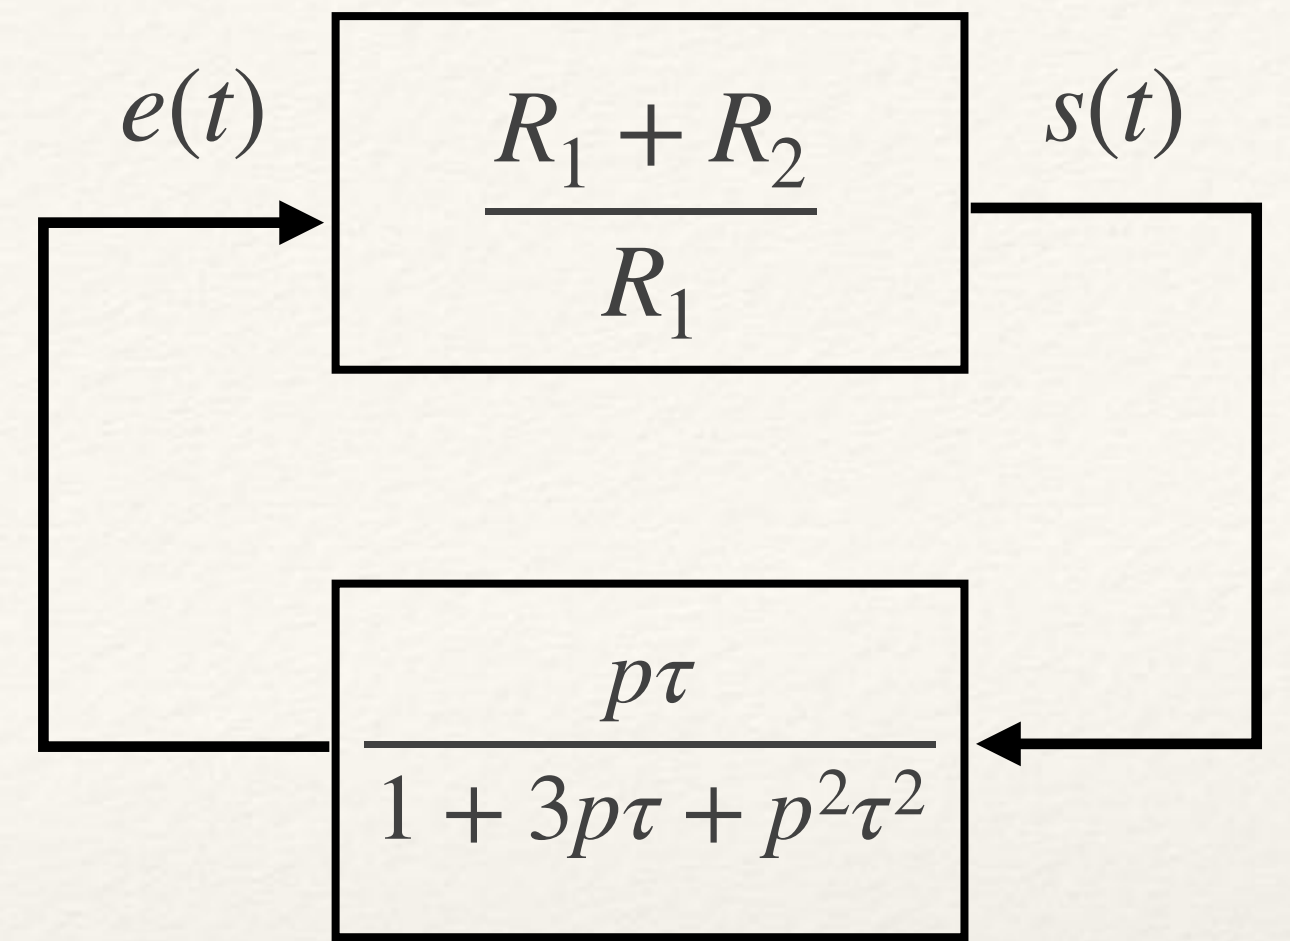 e(t)
R₁ + R₂
R₁
s(t)
pτ
1 + 3pτ + p²τ²